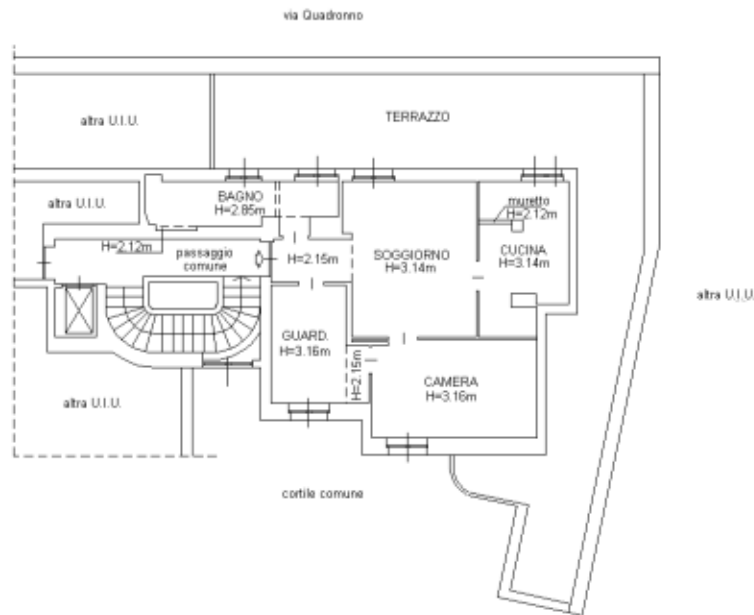 via Quadronno
altra U.I.U.
TERRAZZO
altra U.I.U.
BAGNO
H=2.85m
muretto
H=2.12m
H=2.12m
passaggio
comune
H=2.15m
SOGGIORNO
H=3.14m
CUCINA
H=3.14m
altra U.I.U.
GUARD.
H=3.16m
H=2.15m
CAMERA
H=3.16m
altra U.I.U.
cortile comune